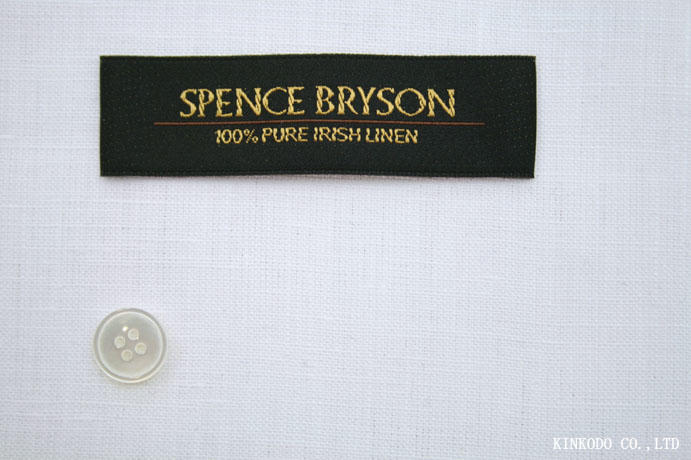 SPENCE BRYSON
100% PURE IRISH LINEN
KINKODO CO.,LTD